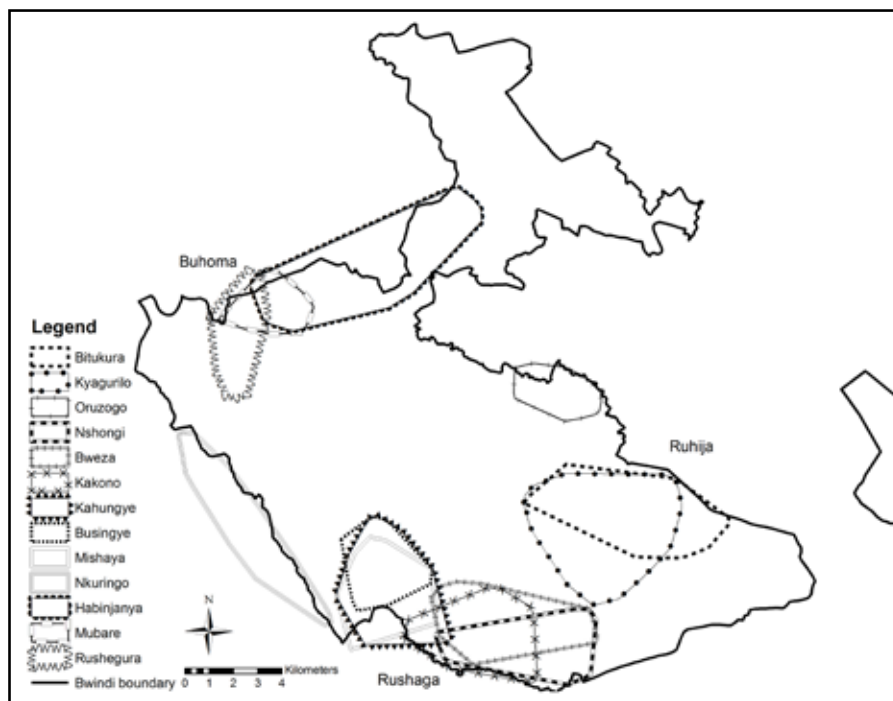 Buhoma
Legend
Bitukura
Kyagurilo
Oruzogo
Nshongi
Bweza
Kakono
Kahungye
Busingye
Mishaya
Nkuringo
Habinjanya
Mubare
Rushegura
Bwindi boundary
Ruhija
N
Kilometers
0 1 2 3 4
Rushaga